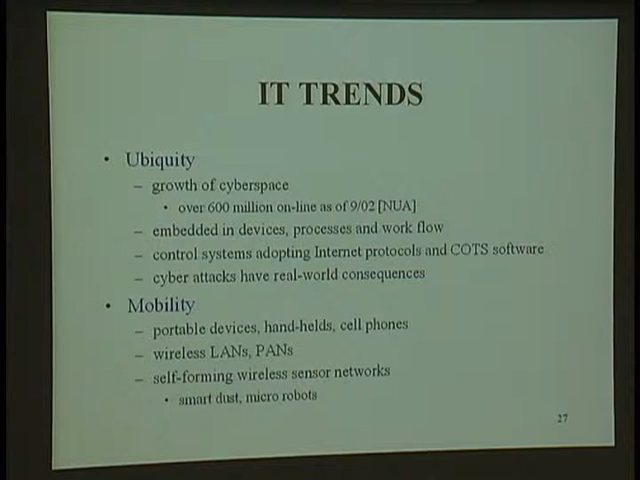 IT TRENDS
• Ubiquity
– growth of cyberspace
• over 600 million on-line as of 9/02 [NUA]
– embedded in devices, processes and work flow
– control systems adopting Internet protocols and COTS software
– cyber attacks have real-world consequences
• Mobility
– portable devices, hand-helds, cell phones
– wireless LANs, PANs
– self-forming wireless sensor networks
• smart dust, micro robots
27